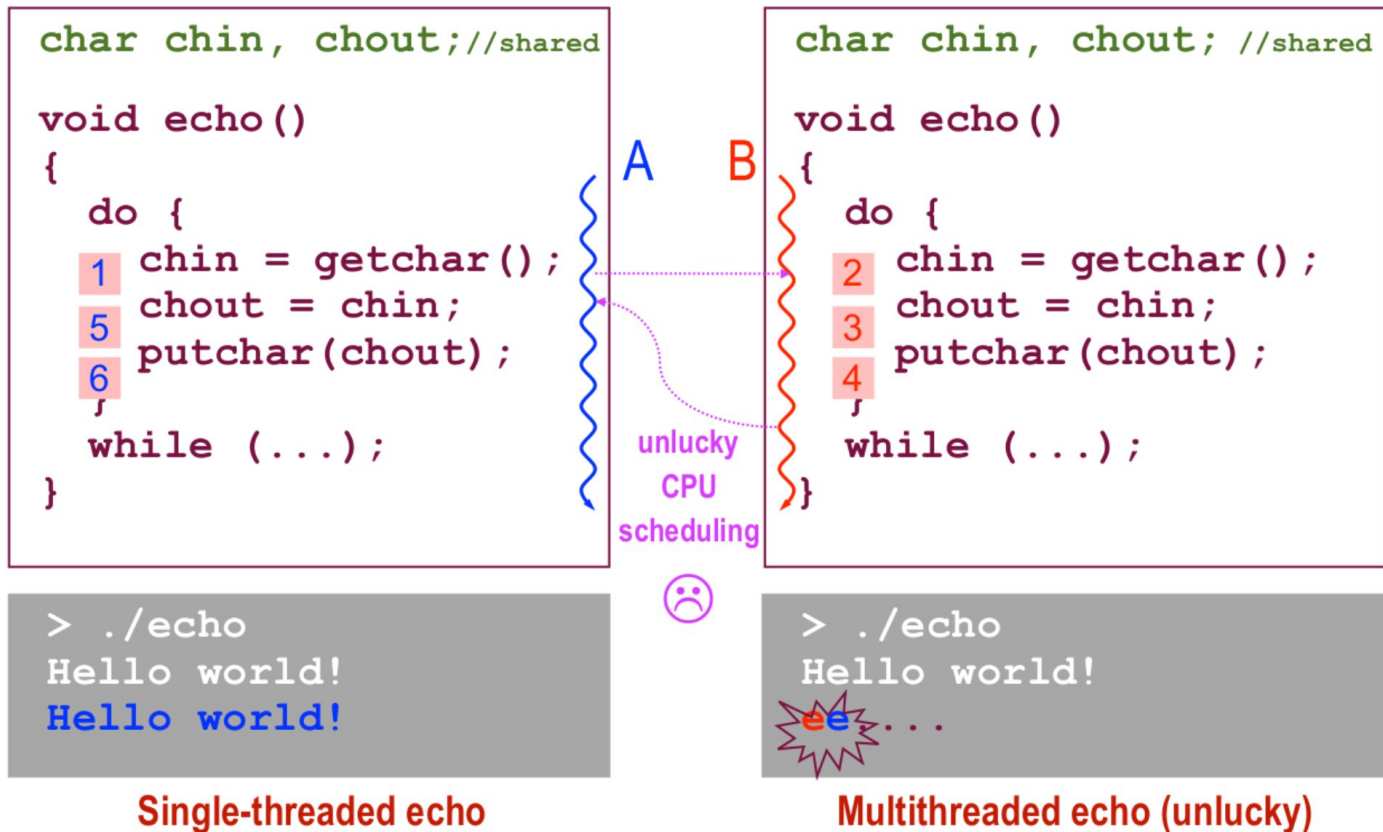 char chin, chout;//shared
void echo()
{
do {
1 chin = getchar();
5 chout = chin;
6 putchar(chout);
}
while (...);
}
A
B
unlucky
CPU
scheduling
char chin, chout; //shared
void echo()
{
do {
2 chin = getchar();
3 chout = chin;
4 putchar(chout);
}
while (...);
}
> ./echo
Hello world!
Hello world!
Single-threaded echo
> ./echo
Hello world!
ee....
Multithreaded echo (unlucky)